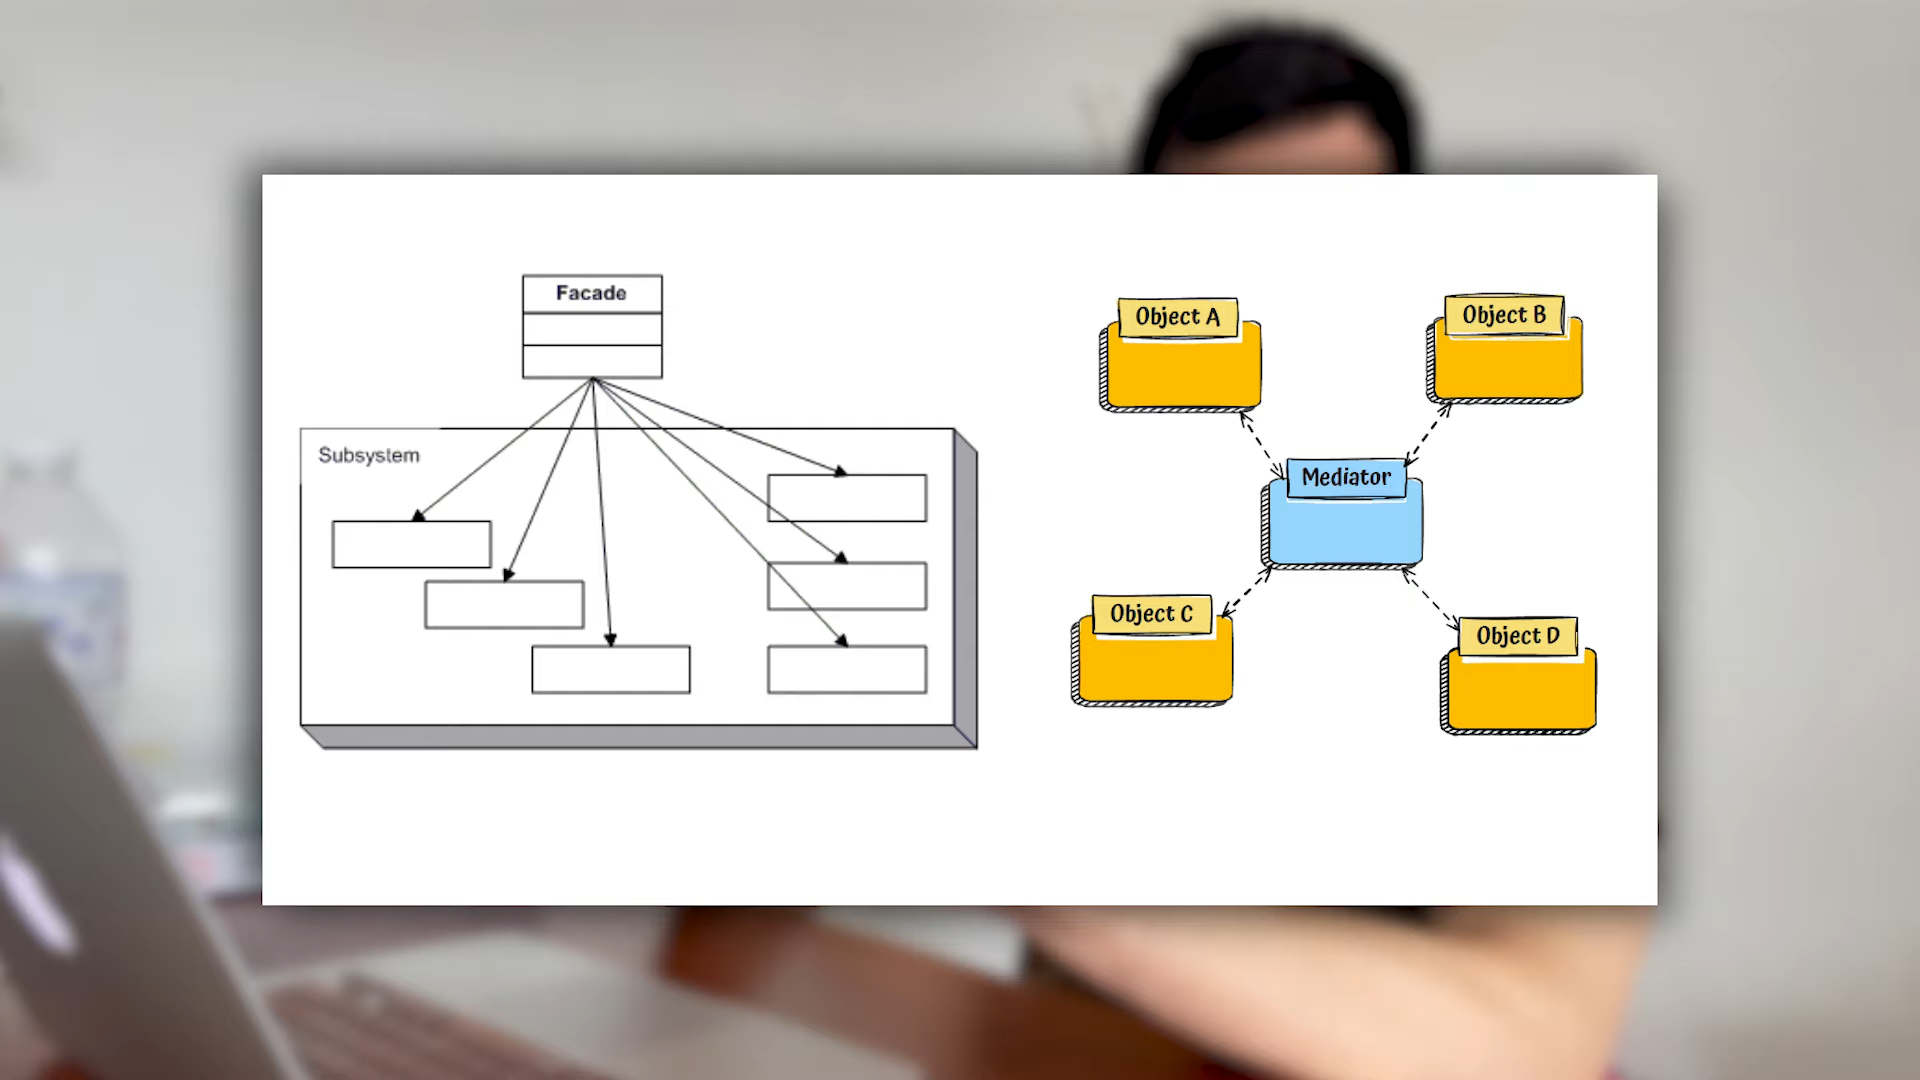 Facade
Subsystem
Object A
Object B
Mediator
Object C
Object D